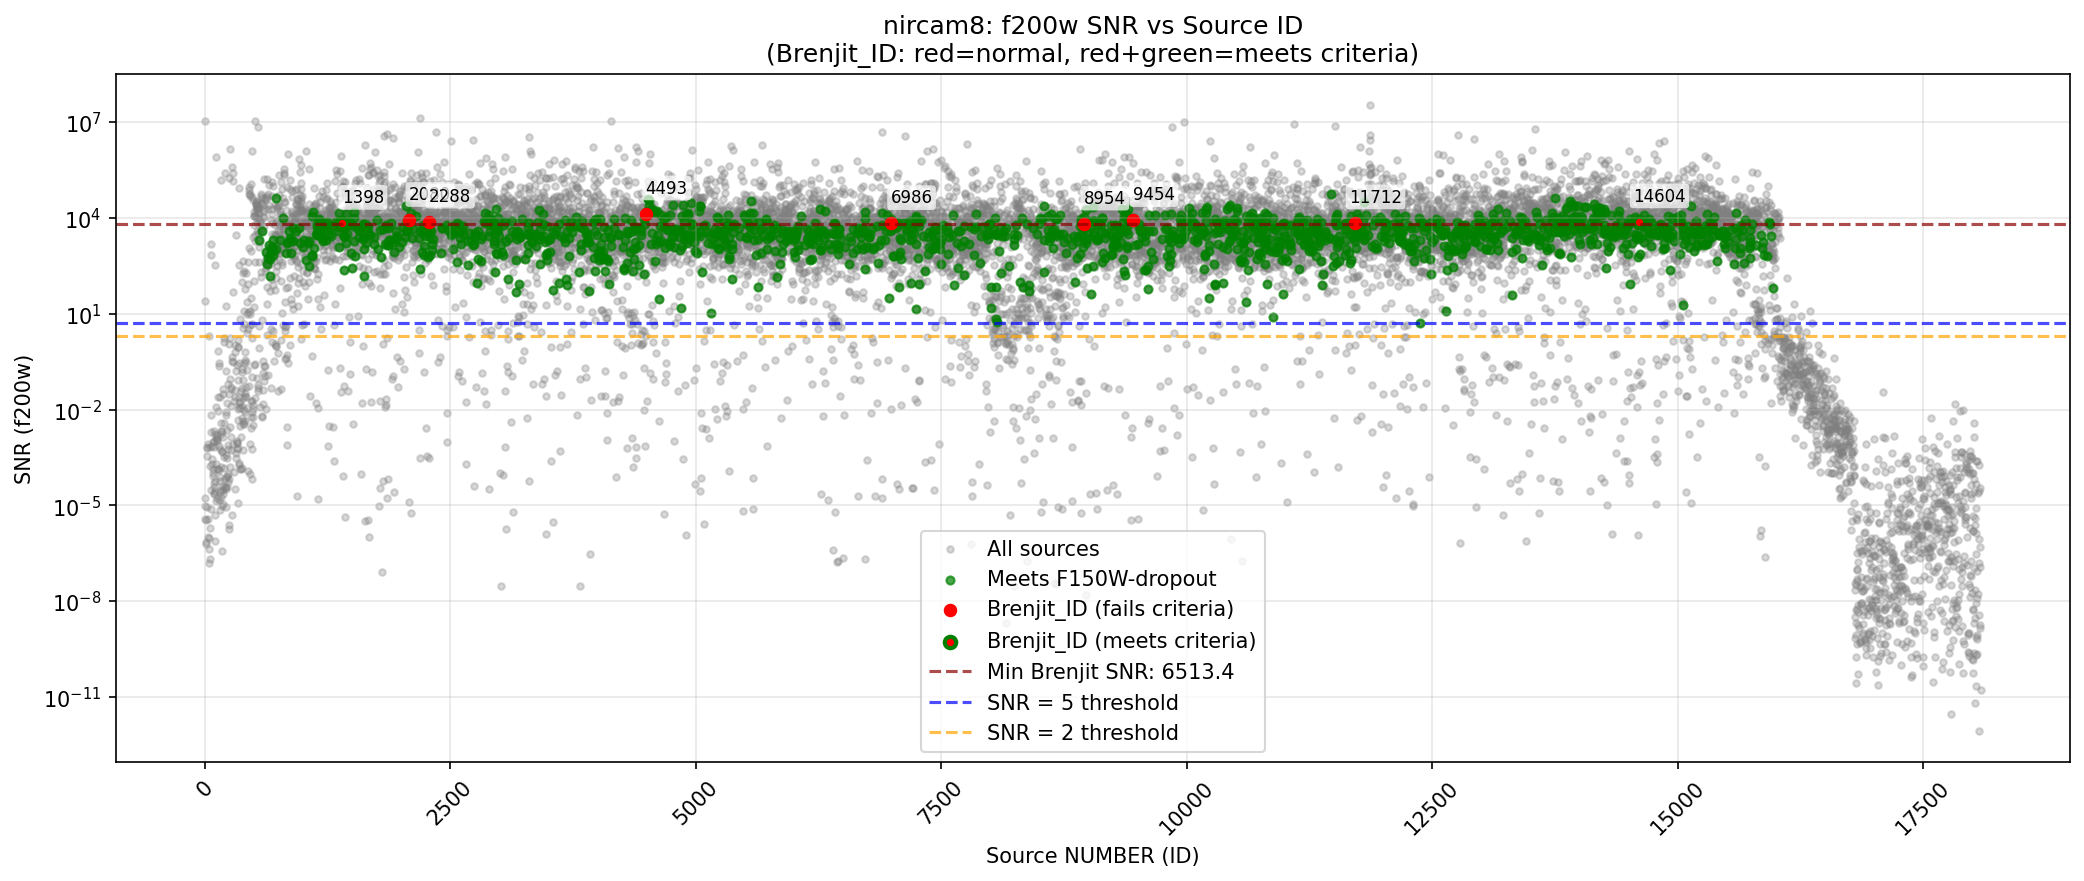 nircam8: f200w SNR vs Source ID
(Brenjit_ID: red=normal, red+green=meets criteria)
SNR (f200w)
10^7
10^4
10^1
10^-2
10^-5
10^-8
10^-11
1398
2288
4493
6986
8954
9454
11712
14604
All sources
Meets F150W-dropout
Brenjit_ID (fails criteria)
Brenjit_ID (meets criteria)
Min Brenjit SNR: 6513.4
SNR = 5 threshold
SNR = 2 threshold
0
2500
5000
7500
10000
12500
15000
17500
Source NUMBER (ID)